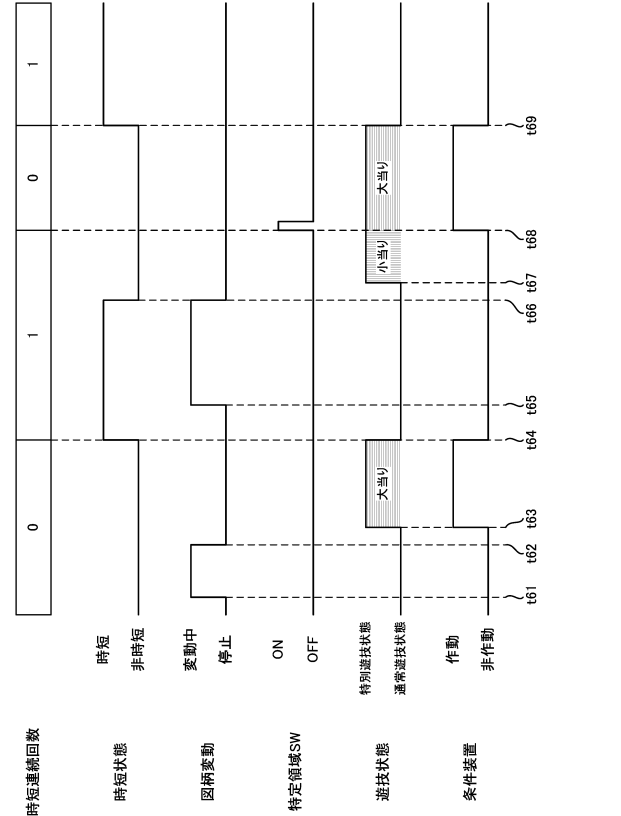 時短連続回数
0
1
0
1
時短状態
時短
非時短
図柄変動
変動中
停止
特定領域SW
ON
OFF
遊技状態
特別遊技状態
通常遊技状態
大当り
小当り
大当り
条件装置
作動
非作動
t61
t62
t63
t64
t65
t66
t67
t68
t69